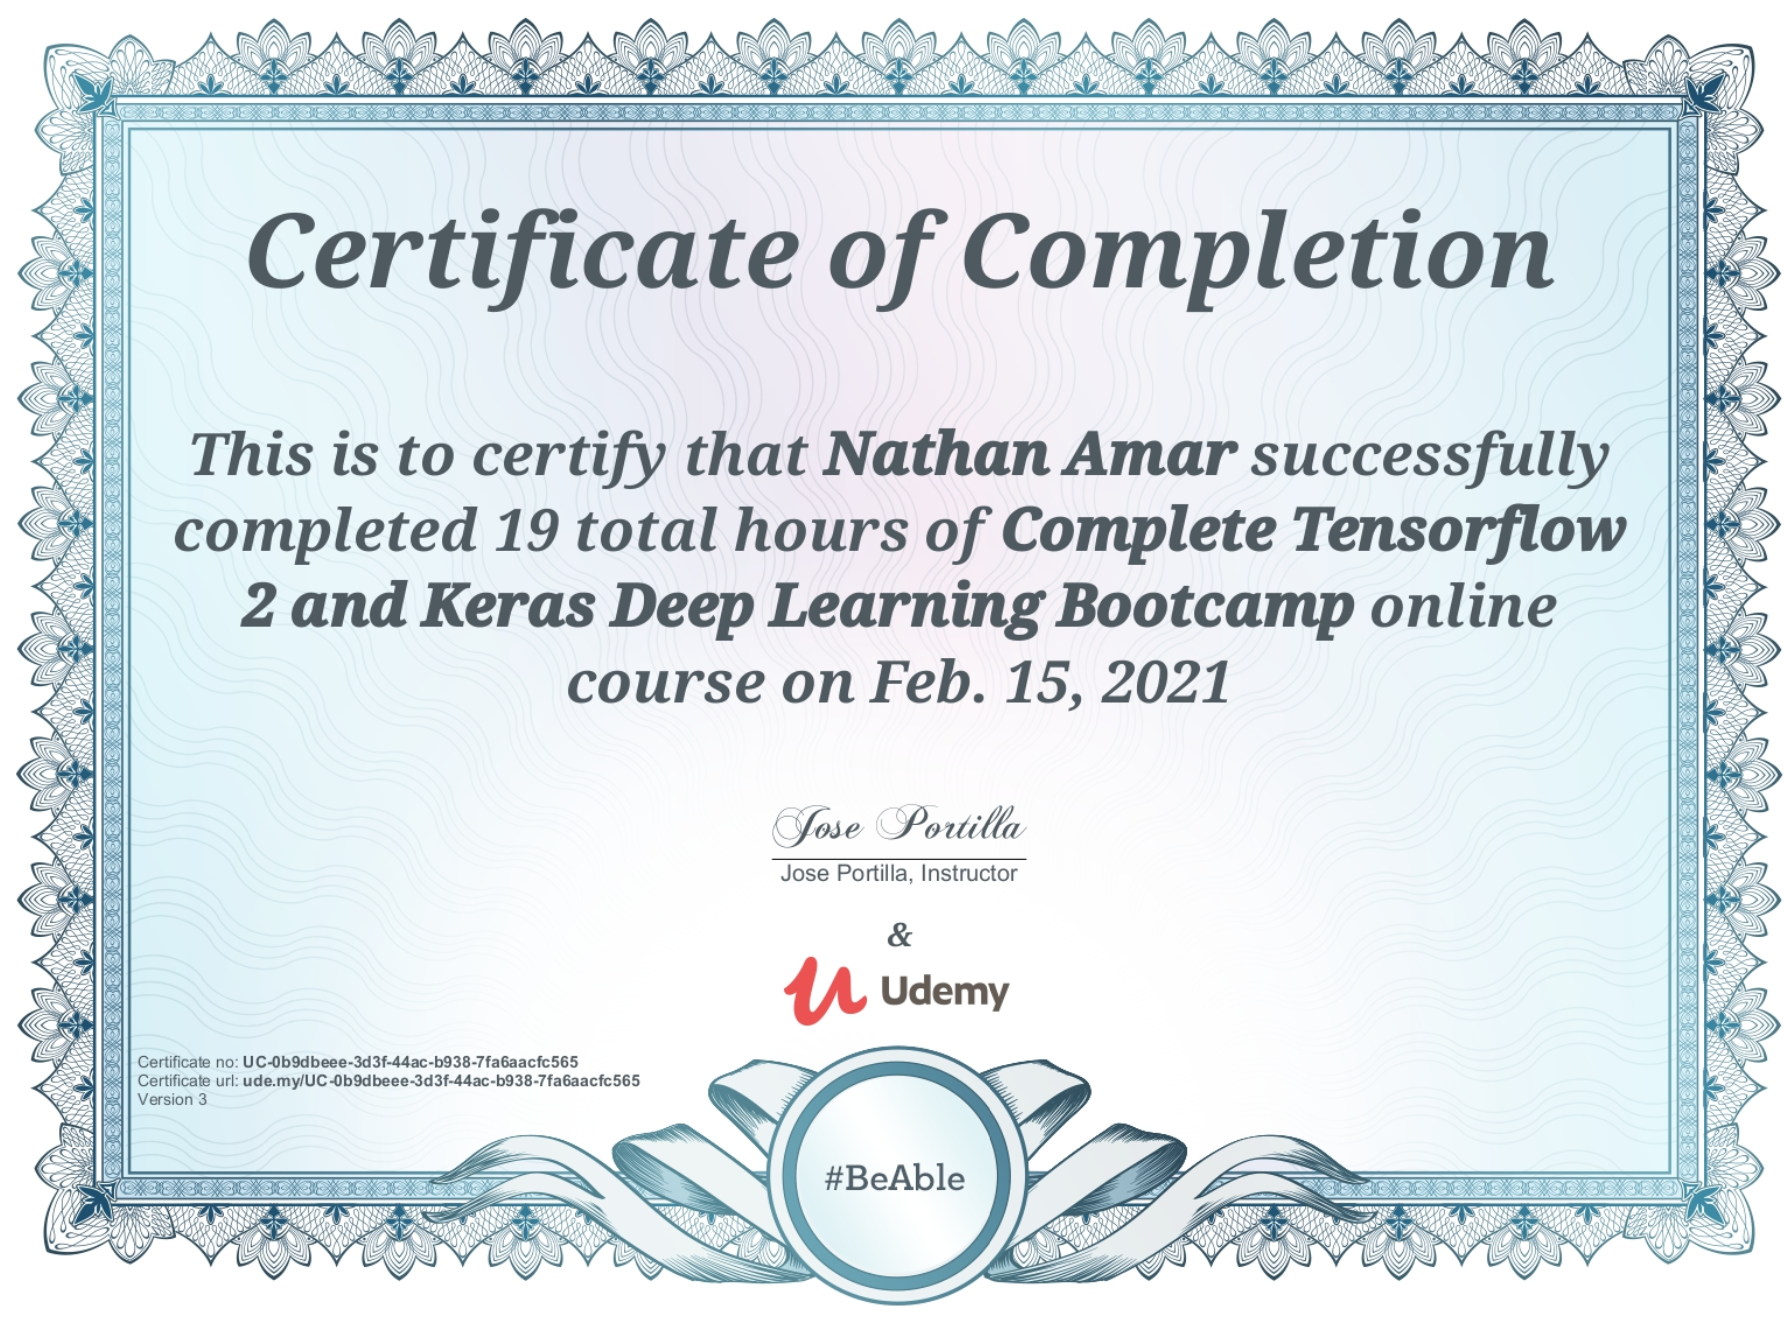 Certificate of Completion
This is to certify that Nathan Amar successfully
completed 19 total hours of Complete Tensorflow
2 and Keras Deep Learning Bootcamp online
course on Feb. 15, 2021
Jose Portilla
Jose Portilla, Instructor
&
Udemy
Certificate no: UC-0b9dbeee-3d3f-44ac-b938-7fa6aacfc565
Certificate url: ude.my/UC-0b9dbeee-3d3f-44ac-b938-7fa6aacfc565
Version 3
#BeAble